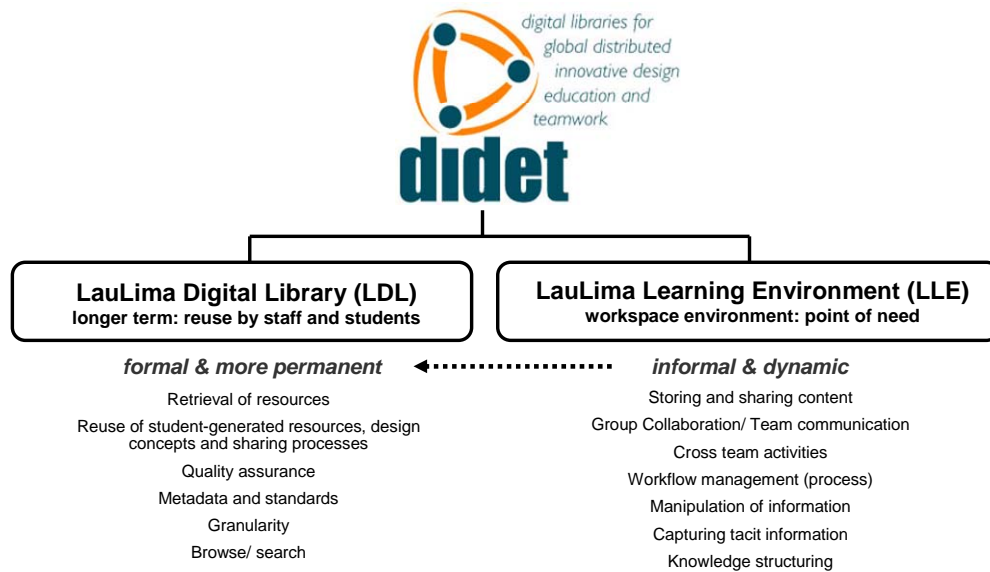 digital libraries for
global distributed
innovative design
education and
teamwork
didet
LauLima Digital Library (LDL)
longer term: reuse by staff and students
formal & more permanent
Retrieval of resources
Reuse of student-generated resources, design
concepts and sharing processes
Quality assurance
Metadata and standards
Granularity
Browse/ search
LauLima Learning Environment (LLE)
workspace environment: point of need
informal & dynamic
Storing and sharing content
Group Collaboration/ Team communication
Cross team activities
Workflow management (process)
Manipulation of information
Capturing tacit information
Knowledge structuring